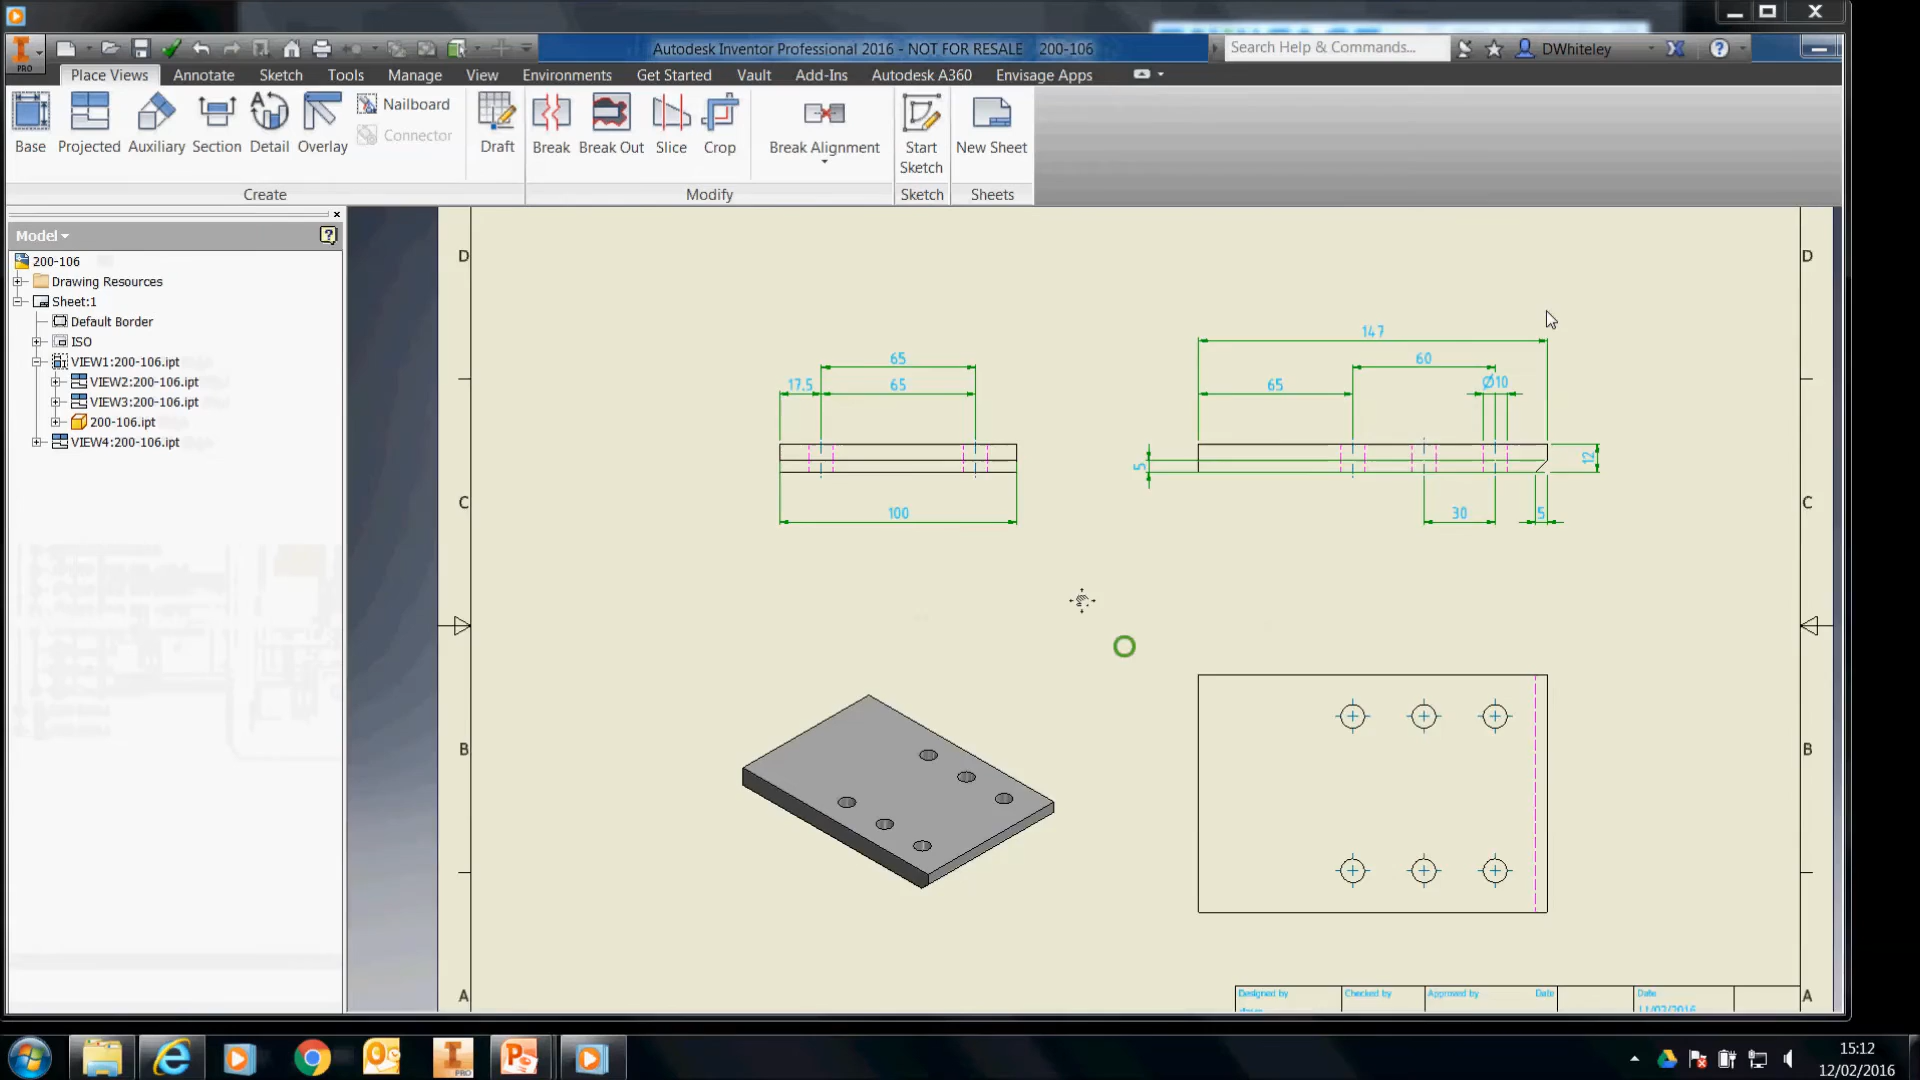 Autodesk Inventor Professional 2016 - NOT FOR RESALE 200-106
Search Help & Commands...
DWhiteley
PRO
Place Views Annotate Sketch Tools Manage View Environments Get Started Vault Add-Ins Autodesk A360 Envisage Apps
Base Projected Auxiliary Section Detail Overlay
Nailboard
Connector
Draft
Break Break Out Slice Crop
Break Alignment
Start Sketch
New Sheet
Create Modify Sketch Sheets
Model
200-106
Drawing Resources
Sheet:1
Default Border
ISO
VIEW1:200-106.ipt
VIEW2:200-106.ipt
VIEW3:200-106.ipt
200-106.ipt
VIEW4:200-106.ipt
D D
147
65 60
17.5 65 65 Ø10
5 12
C C
100 30 5
B B
A A
Designed by Checked by Approved by Date Date
11/02/2016
PRO
15:12
12/02/2016